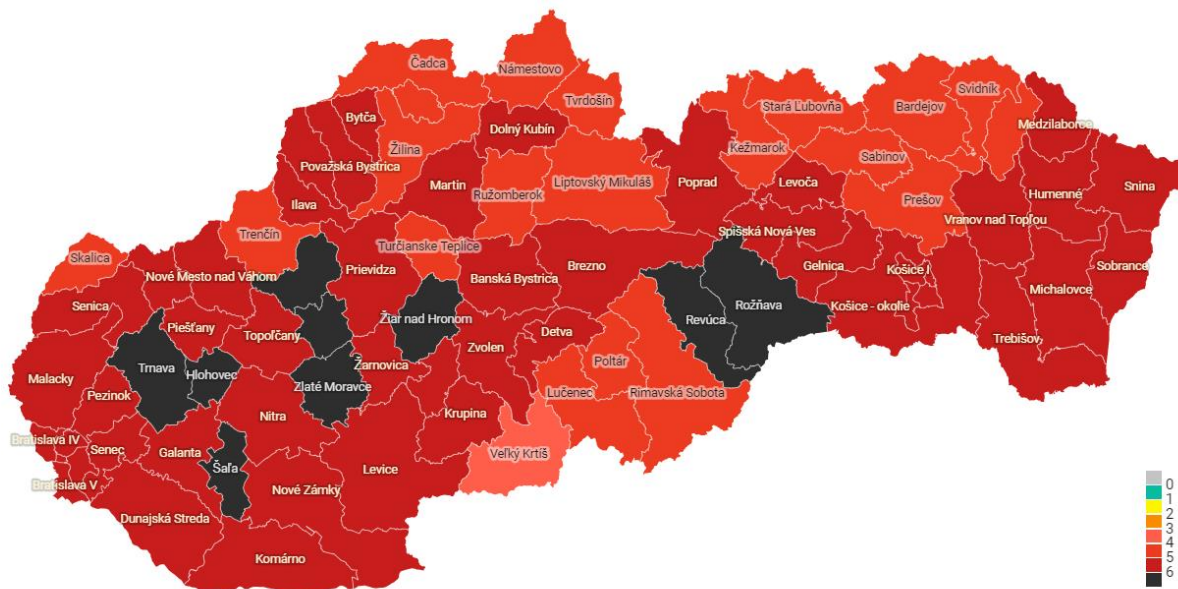 Čadca
Námestovo
Tvrdošín
Svidník
Stará Ľubovňa
Bardejov
Bytča
Medzilaborce
Dolný Kubín
Žilina
Kežmarok
Sabinov
Považská Bystrica
Martin
Ružomberok
Liptovský Mikuláš
Poprad
Levoča
Snina
Humenné
Prešov
Ilava
Vranov nad Topľou
Trenčín
Turčianske Teplice
Spišská Nová Ves
Skalica
Nové Mesto nad Váhom
Prievidza
Banská Bystrica
Brezno
Gelnica
Košice I
Sobrance
Michalovce
Senica
Rožňava
Košice - okolie
Piešťany
Topoľčany
Žiar nad Hronom
Revúca
Detva
Trebišov
Zvolen
Poltár
Trnava
Hlohovec
Žarnovica
Malacky
Zlaté Moravce
Lučenec
Rimavská Sobota
Pezinok
Nitra
Krupina
Bratislava IV
Senec
Galanta
Veľký Krtíš
Šaľa
Levice
Bratislava V
Nové Zámky
Dunajská Streda
Komárno
0
1
2
3
4
5
6